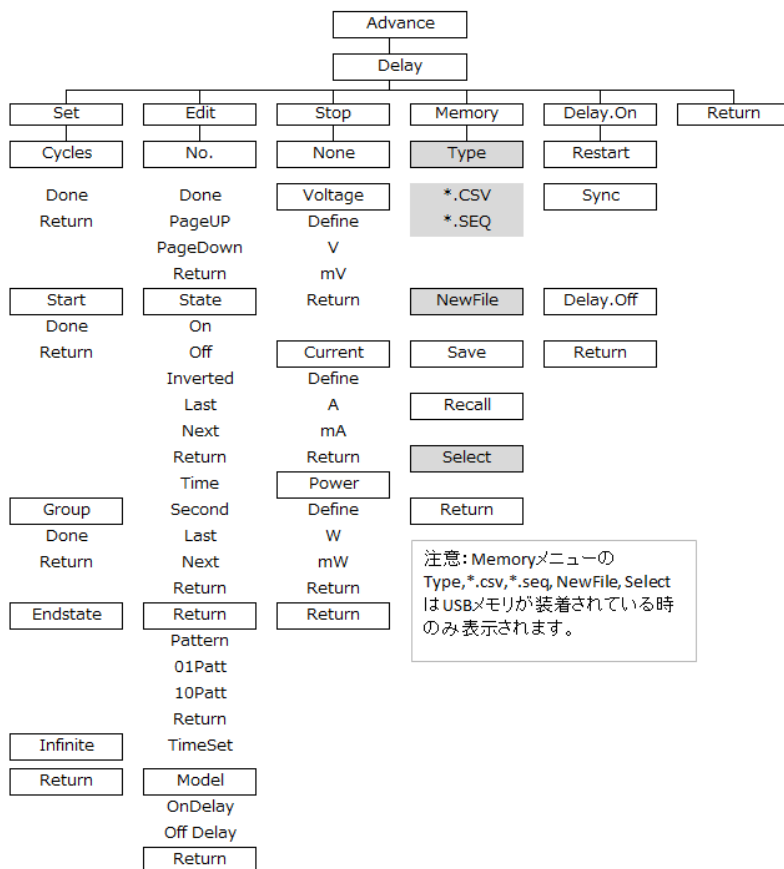 Advance
Delay
Set
Edit
Stop
Memory
Delay.On
Return
Cycles
No.
None
Type
Restart
Done
Done
Voltage
*.CSV
Sync
Return
PageUP
Define
*.SEQ
PageDown
V
Return
mV
Start
State
Return
NewFile
Delay.Off
Done
On
Return
Off
Current
Save
Return
Inverted
Define
Last
A
Recall
Next
mA
Return
Return
Select
Time
Power
Group
Second
Define
Return
Done
Last
W
Return
Next
mW
Return
Return
Endstate
Return
Return
注意：Memoryメニューの
Type,*.csv,*.seq, NewFile, Select
はUSBメモリが装着されている時
のみ表示されます。
Pattern
01Patt
10Patt
Return
Infinite
TimeSet
Return
Model
OnDelay
Off Delay
Return